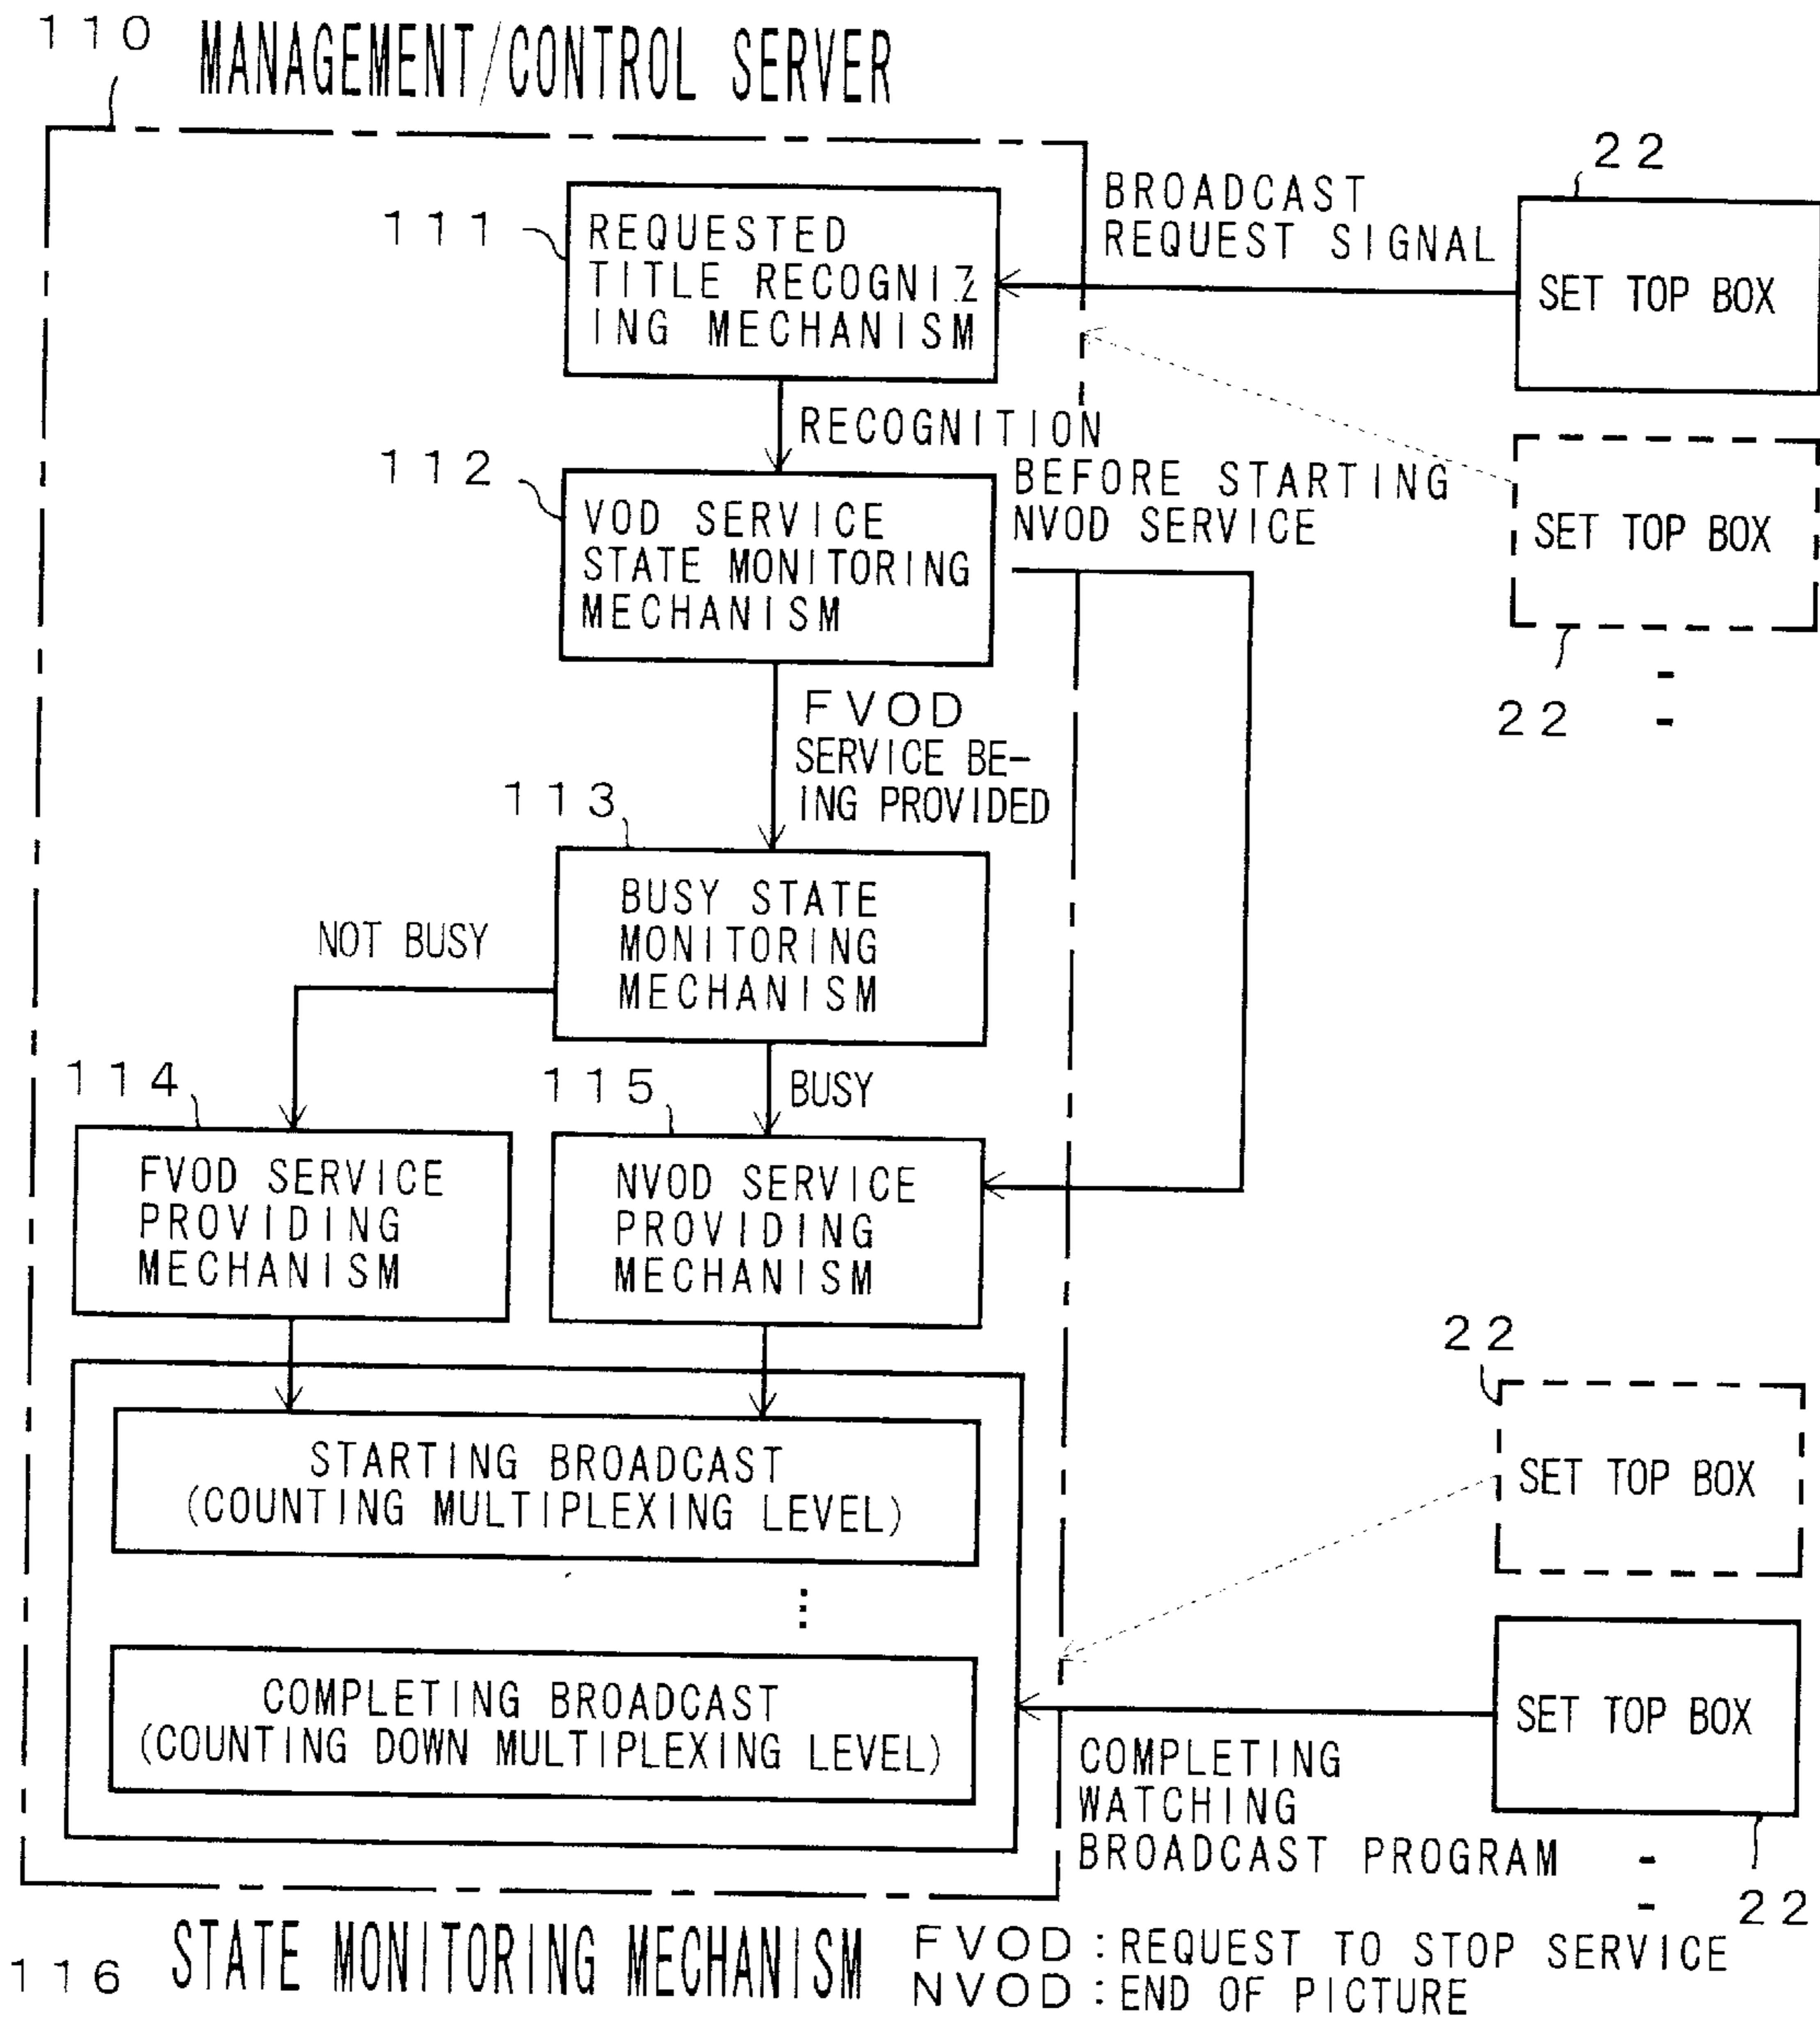 110 MANAGEMENT/CONTROL SERVER
22
BROADCAST
REQUEST SIGNAL
111
REQUESTED
TITLE RECOGNIZ
ING MECHANISM
SET TOP BOX
RECOGNITION
112
BEFORE STARTING
NVOD SERVICE
VOD SERVICE
STATE MONITORING
MECHANISM
SET TOP BOX
22
22
FVOD
SERVICE BE-
ING PROVIDED
113
BUSY STATE
MONITORING
MECHANISM
NOT BUSY
BUSY
114
115
FVOD SERVICE
PROVIDING
MECHANISM
NVOD SERVICE
PROVIDING
MECHANISM
22
STARTING BROADCAST
(COUNTING MULTIPLEXING LEVEL)
SET TOP BOX
COMPLETING BROADCAST
(COUNTING DOWN MULTIPLEXING LEVEL)
SET TOP BOX
COMPLETING
WATCHING
BROADCAST PROGRAM
22
116 STATE MONITORING MECHANISM
FVOD : REQUEST TO STOP SERVICE
NVOD : END OF PICTURE